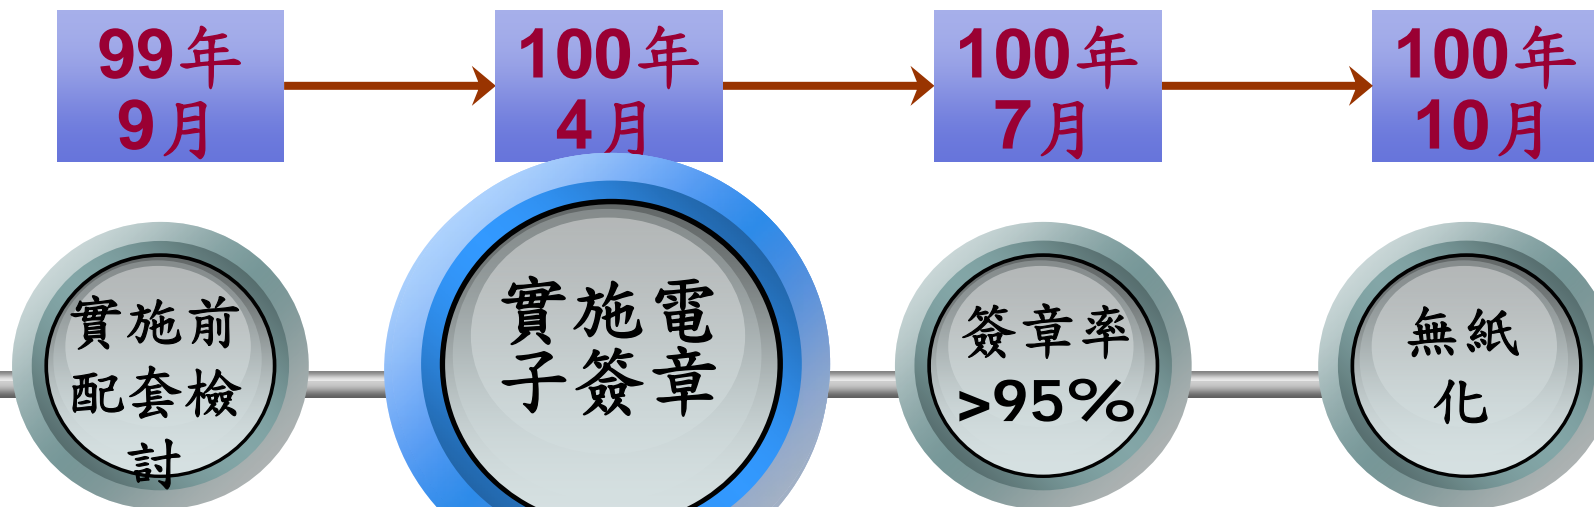 99年
9月
100年
4月
100年
7月
100年
10月
實施前
配套檢
討
實施電
子簽章
簽章率
>95%
無紙
化